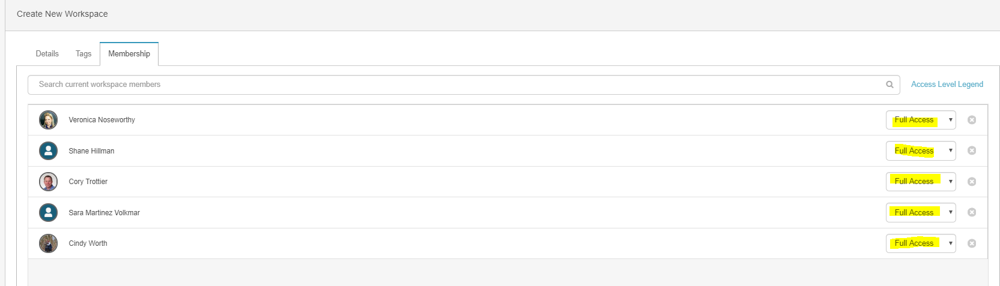 Create New Workspace
Details Tags Membership
Search current workspace members Access Level Legend
Veronica Noseworthy Full Access
Shane Hillman Full Access
Cory Trottier Full Access
Sara Martinez Volkmar Full Access
Cindy Worth Full Access